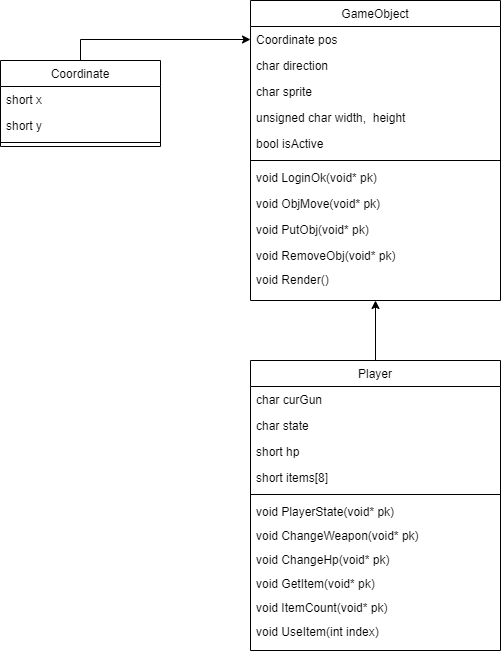 GameObject
Coordinate pos
char direction
char sprite
unsigned char width,  height
bool isActive
void LoginOk(void* pk)
void ObjMove(void* pk)
void PutObj(void* pk)
void RemoveObj(void* pk)
void Render()
Coordinate
short x
short y
Player
char curGun
char state
short hp
short items[8]
void PlayerState(void* pk)
void ChangeWeapon(void* pk)
void ChangeHp(void* pk)
void GetItem(void* pk)
void ItemCount(void* pk)
void UseItem(int index)